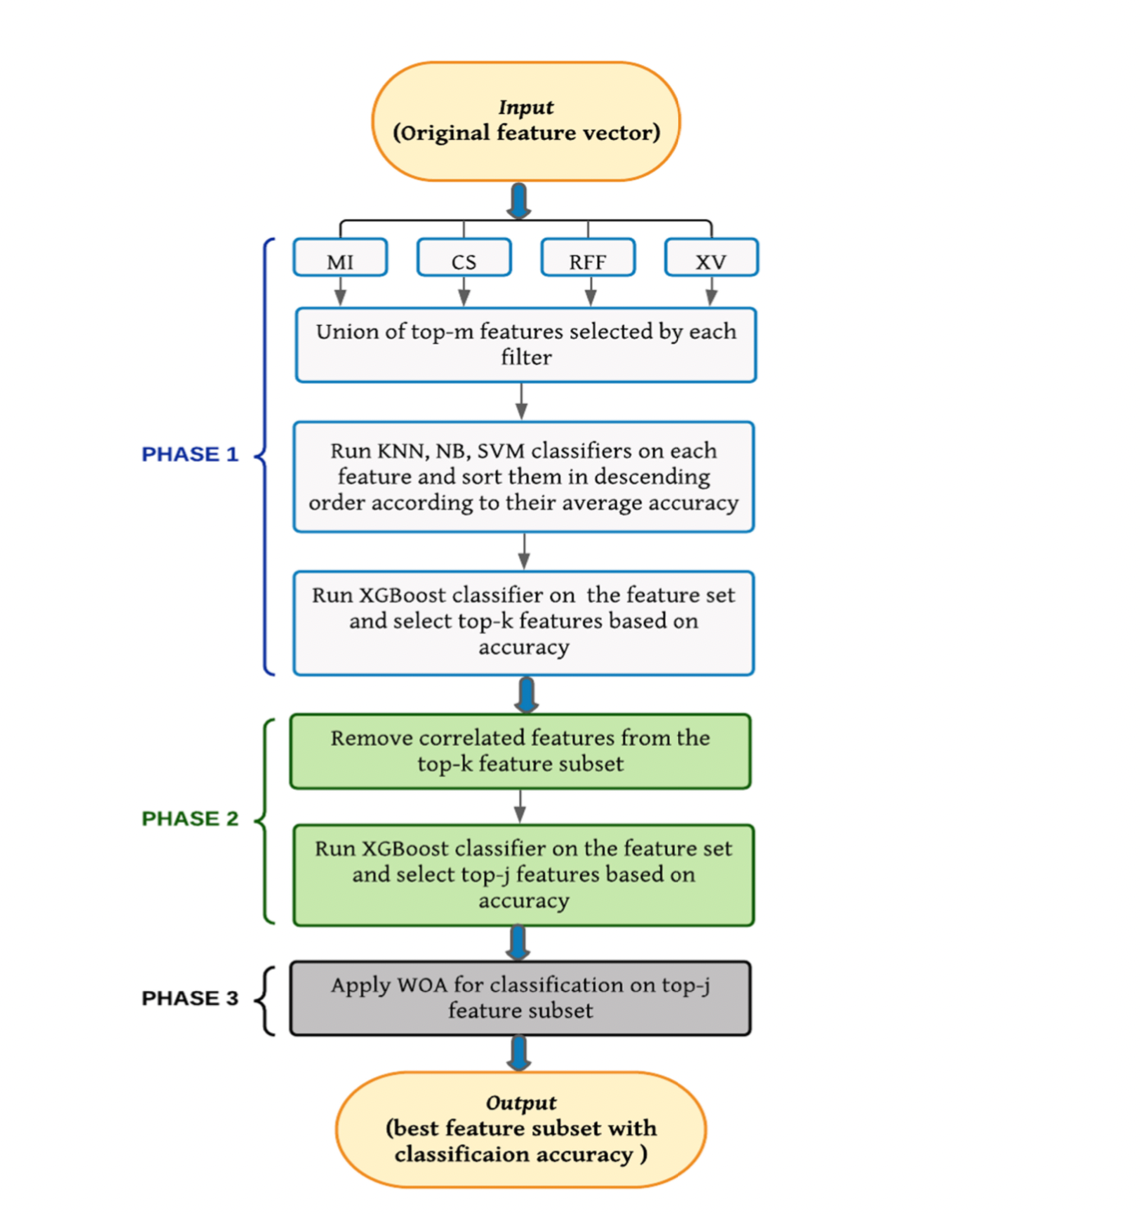 Input
(Original feature vector)
MI
CS
RFF
XV
Union of top-m features selected by each
filter
PHASE 1
Run KNN, NB, SVM classifiers on each
feature and sort them in descending
order according to their average accuracy
Run XGBoost classifier on the feature set
and select top-k features based on
accuracy
Remove correlated features from the
top-k feature subset
PHASE 2
Run XGBoost classifier on the feature set
and select top-j features based on
accuracy
PHASE 3
Apply WOA for classification on top-j
feature subset
Output
(best feature subset with
classificaion accuracy )